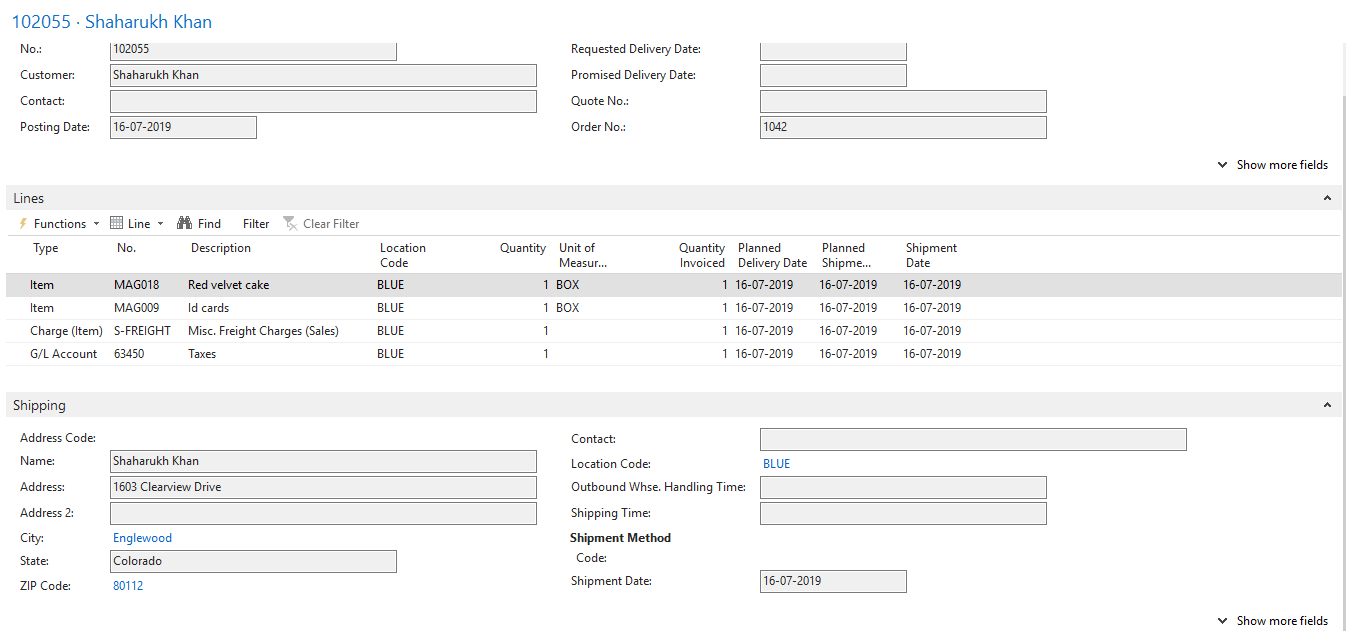 102055 · Shaharukh Khan
No.: 102055 Requested Delivery Date:
Customer: Shaharukh Khan Promised Delivery Date:
Contact: Quote No.:
Posting Date: 16-07-2019 Order No.: 1042
Show more fields
Lines
Functions Line Find Filter Clear Filter
Type No. Description Location Code Quantity Unit of Measur... Quantity Invoiced Planned Delivery Date Planned Shipme... Shipment Date
Item MAG018 Red velvet cake BLUE 1 BOX 1 16-07-2019 16-07-2019 16-07-2019
Item MAG009 Id cards BLUE 1 BOX 1 16-07-2019 16-07-2019 16-07-2019
Charge (Item) S-FREIGHT Misc. Freight Charges (Sales) BLUE 1 1 16-07-2019 16-07-2019 16-07-2019
G/L Account 63450 Taxes BLUE 1 1 16-07-2019 16-07-2019 16-07-2019
Shipping
Address Code: Contact:
Name: Shaharukh Khan Location Code: BLUE
Address: 1603 Clearview Drive Outbound Whse. Handling Time:
Address 2: Shipping Time:
City: Englewood Shipment Method
State: Colorado Code:
ZIP Code: 80112 Shipment Date: 16-07-2019
Show more fields